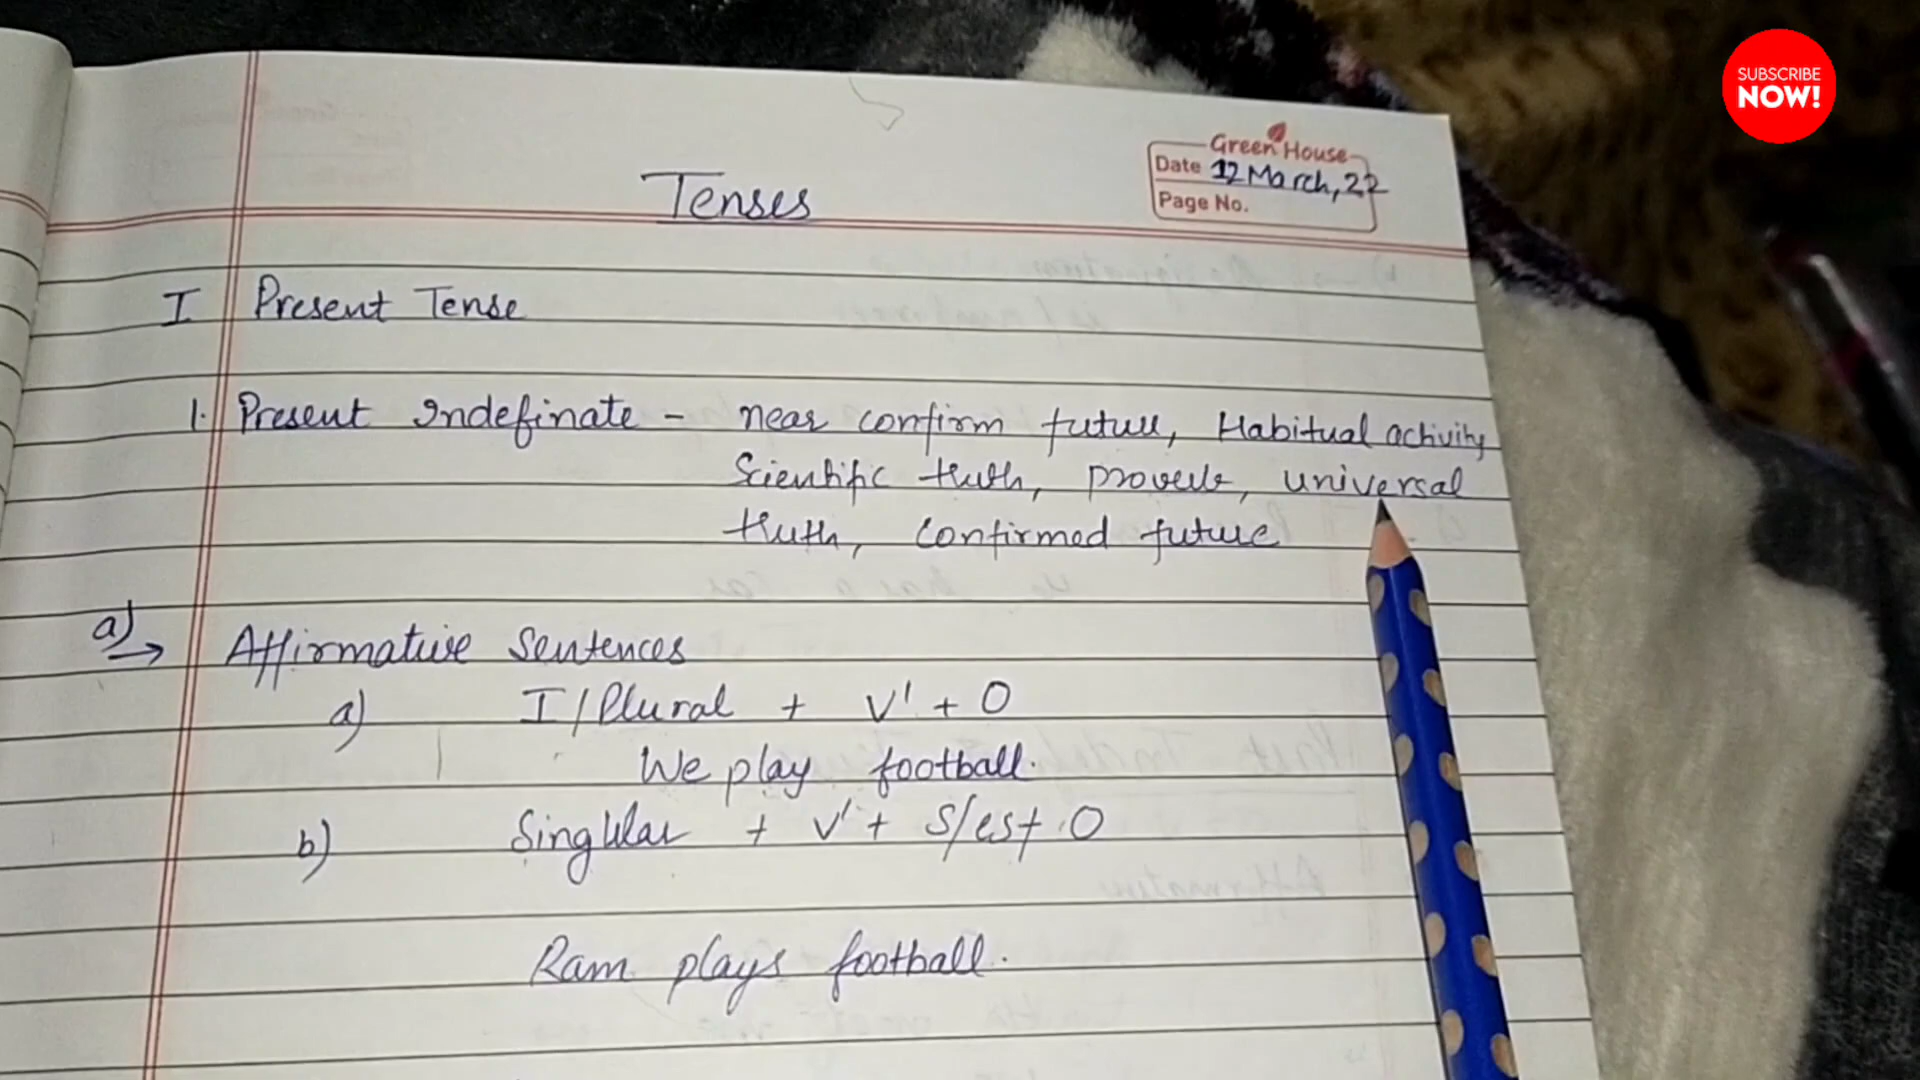 SUBSCRIBE
NOW!
Green House
Date 12 March, 22
Page No.
Tenses
I Present Tense
1. Present Indefinate - near confirm future, Habitual activity
Scientific truth, proverb, universal
truth, confirmed future
a) → Affirmative Sentences
a) I/Plural + V' + O
We play football.
b) Singular + V' + S/es + O
Ram plays football.